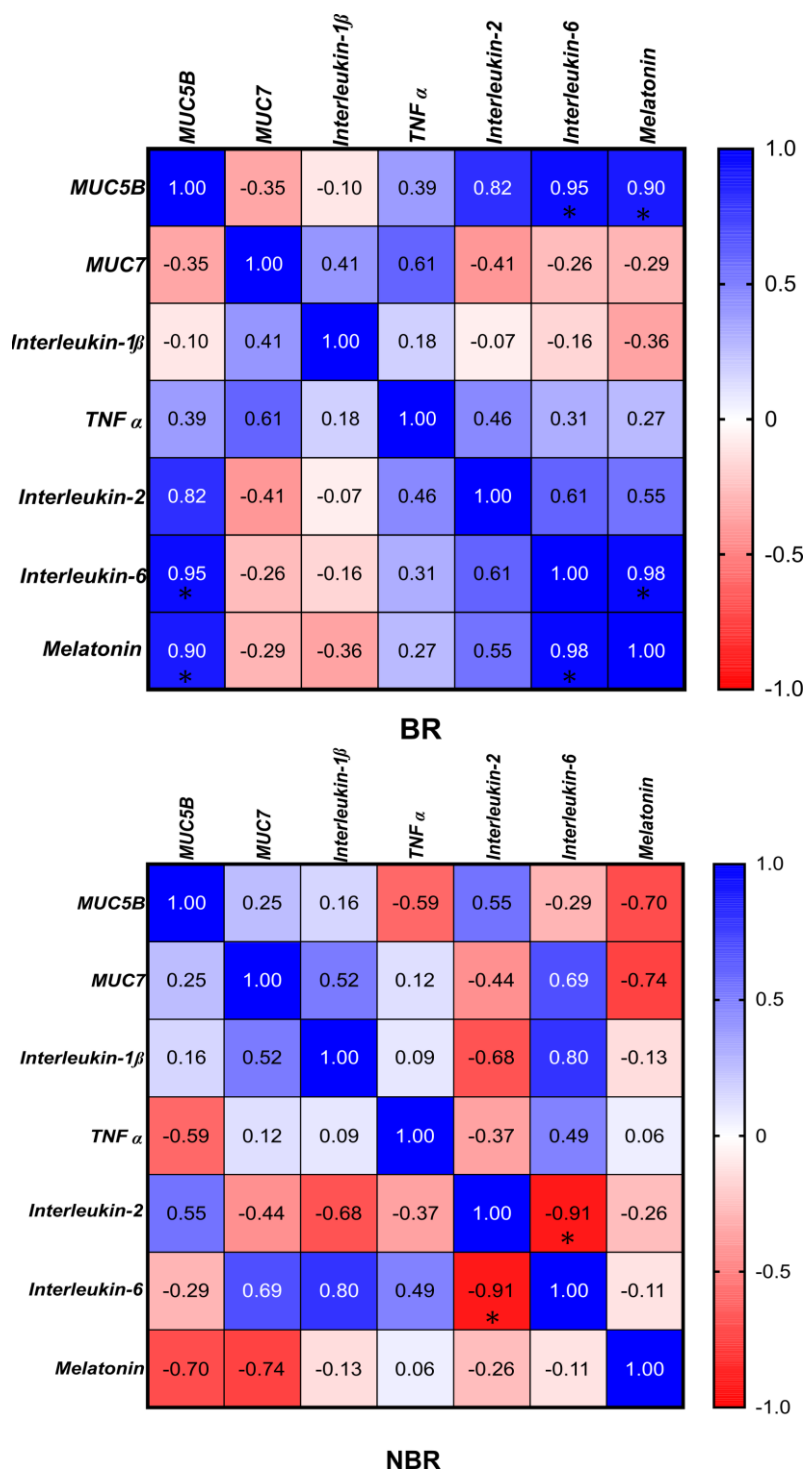 MUC5B MUC7 Interleukin-1β TNF α Interleukin-2 Interleukin-6 Melatonin
MUC5B 1.00 -0.35 -0.10 0.39 0.82 0.95 0.90
* *
MUC7 -0.35 1.00 0.41 0.61 -0.41 -0.26 -0.29
Interleukin-1β -0.10 0.41 1.00 0.18 -0.07 -0.16 -0.36
TNF α 0.39 0.61 0.18 1.00 0.46 0.31 0.27
Interleukin-2 0.82 -0.41 -0.07 0.46 1.00 0.61 0.55
Interleukin-6 0.95 -0.26 -0.16 0.31 0.61 1.00 0.98
* *
Melatonin 0.90 -0.29 -0.36 0.27 0.55 0.98 1.00
* *
1.0
0.5
0
-0.5
-1.0
BR
MUC5B MUC7 Interleukin-1β TNF α Interleukin-2 Interleukin-6 Melatonin
MUC5B 1.00 0.25 0.16 -0.59 0.55 -0.29 -0.70
MUC7 0.25 1.00 0.52 0.12 -0.44 0.69 -0.74
Interleukin-1β 0.16 0.52 1.00 0.09 -0.68 0.80 -0.13
TNF α -0.59 0.12 0.09 1.00 -0.37 0.49 0.06
Interleukin-2 0.55 -0.44 -0.68 -0.37 1.00 -0.91 -0.26
*
Interleukin-6 -0.29 0.69 0.80 0.49 -0.91 1.00 -0.11
*
Melatonin -0.70 -0.74 -0.13 0.06 -0.26 -0.11 1.00
1.0
0.5
0
-0.5
-1.0
NBR